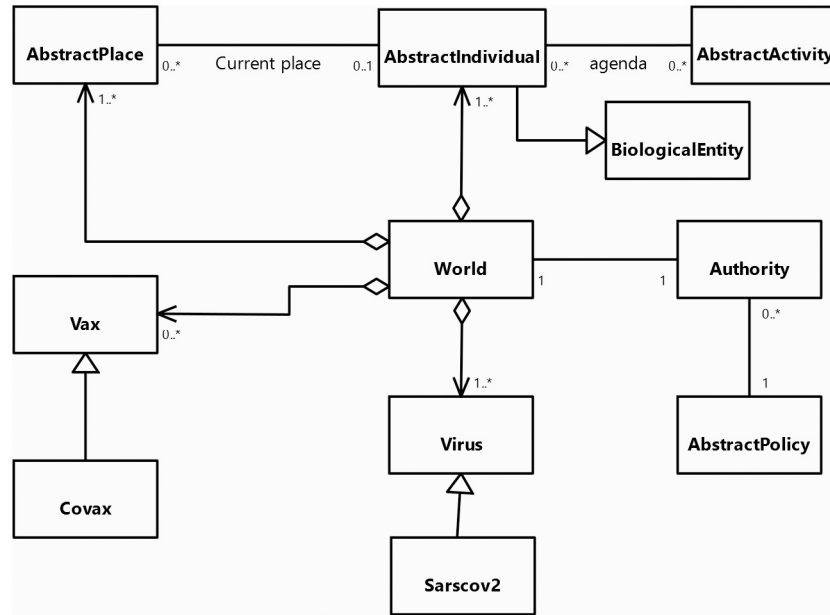 AbstractPlace
0..*
Current place
0..1
AbstractIndividual
0..*
agenda
0..*
AbstractActivity
1..*
1..*
BiologicalEntity
World
1
1
Authority
Vax
0..*
0..*
1..*
1
Virus
AbstractPolicy
Covax
Sarscov2